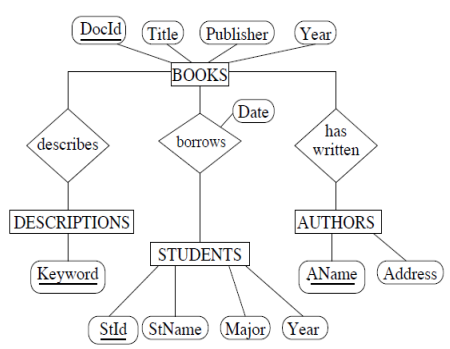 DocId
Title
Publisher
Year
BOOKS
Date
describes
borrows
has
written
DESCRIPTIONS
AUTHORS
STUDENTS
Keyword
AName
Address
StId
StName
Major
Year